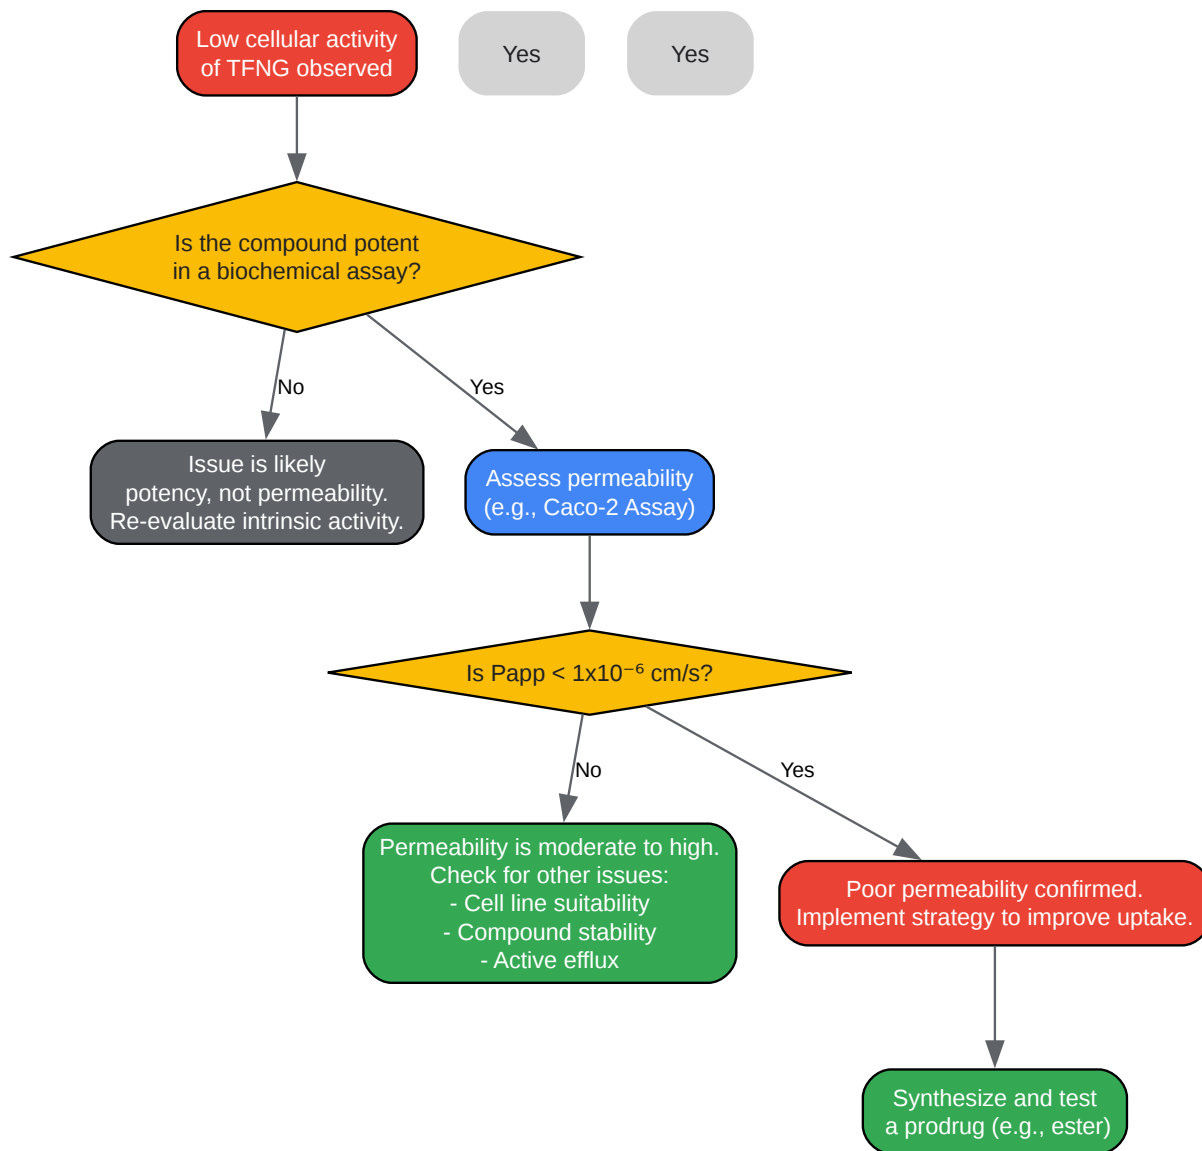 Low cellular activity
of TFNG observed
Yes
Yes
Is the compound potent
in a biochemical assay?
No
Yes
Issue is likely
potency, not permeability.
Re-evaluate intrinsic activity.
Assess permeability
(e.g., Caco-2 Assay)
Is Papp < 1x10⁻⁶ cm/s?
No
Yes
Permeability is moderate to high.
Check for other issues:
- Cell line suitability
- Compound stability
- Active efflux
Poor permeability confirmed.
Implement strategy to improve uptake.
Synthesize and test
a prodrug (e.g., ester)